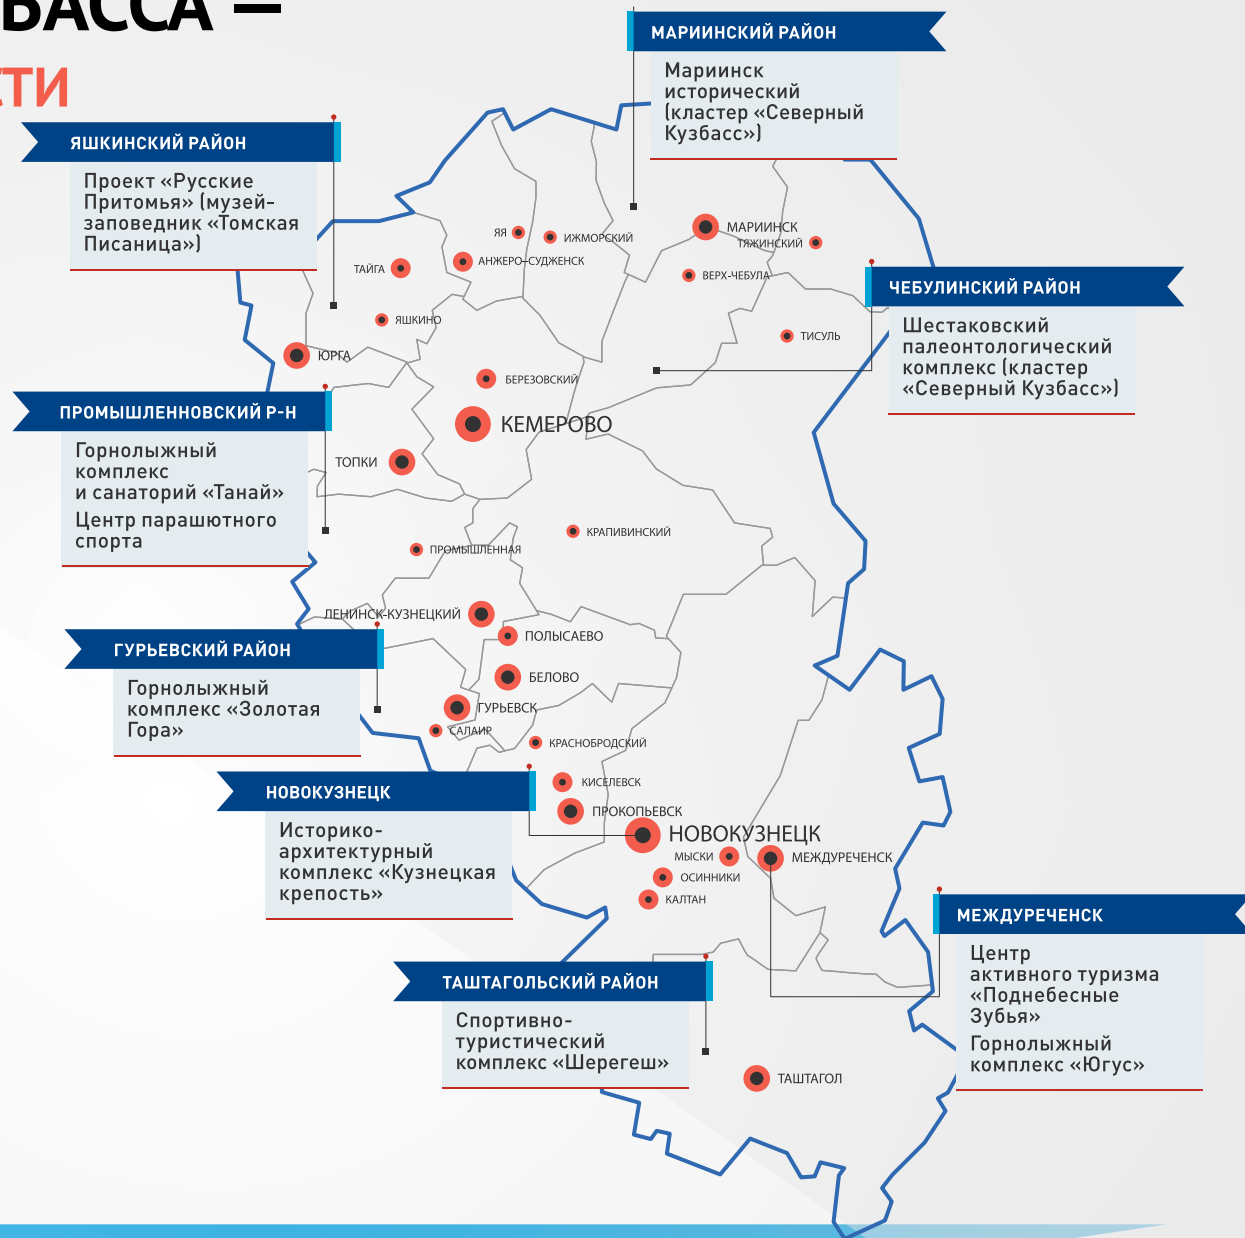 БАССА —
СТИ
МАРИИНСКИЙ РАЙОН
Мариинск
исторический
(кластер «Северный
Кузбасс»)
ЯШКИНСКИЙ РАЙОН
Проект «Русские
Притомья» (музей-
заповедник «Томская
Писаница»)
ЧЕБУЛИНСКИЙ РАЙОН
Шестаковский
палеонтологический
комплекс (кластер
«Северный Кузбасс»)
ПРОМЫШЛЕННОВСКИЙ Р-Н
Горнолыжный
комплекс
и санаторий «Танай»
Центр парашютного
спорта
ГУРЬЕВСКИЙ РАЙОН
Горнолыжный
комплекс «Золотая
Гора»
НОВОКУЗНЕЦК
Историко-
архитектурный
комплекс «Кузнецкая
крепость»
ТАШТАГОЛЬСКИЙ РАЙОН
Спортивно-
туристический
комплекс «Шерегеш»
МЕЖДУРЕЧЕНСК
Центр
активного туризма
«Поднебесные
Зубья»
Горнолыжный
комплекс «Югус»
ЯЯ
ИЖМОРСКИЙ
МАРИИНСК
ТЯЖИНСКИЙ
ТАЙГА
АНЖЕРО-СУДЖЕНСК
ВЕРХ-ЧЕБУЛА
ЯШКИНО
ТИСУЛЬ
ЮРГА
БЕРЕЗОВСКИЙ
КЕМЕРОВО
ТОПКИ
КРАПИВИНСКИЙ
ПРОМЫШЛЕННАЯ
ЛЕНИНСК-КУЗНЕЦКИЙ
ПОЛЫСАЕВО
БЕЛОВО
ГУРЬЕВСК
САЛАИР
КРАСНОБРОДСКИЙ
КИСЕЛЕВСК
ПРОКОПЬЕВСК
НОВОКУЗНЕЦК
МЫСКИ
МЕЖДУРЕЧЕНСК
ОСИННИКИ
КАЛТАН
ТАШТАГОЛ